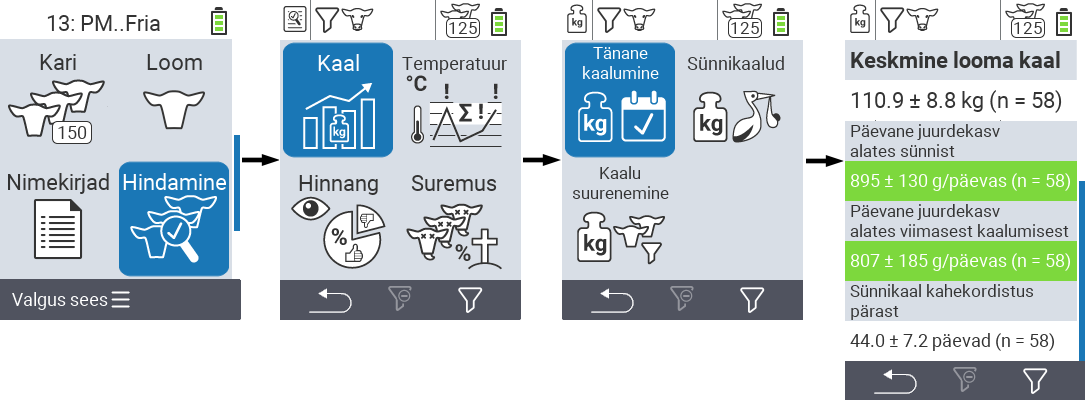 13: PM..Fria
Kari
Loom
150
Nimekirjad
Hindamine
Valgus sees
125
Kaal
Temperatuur
°C
! !
Σ !
kg
Hinnang
Suremus
%
%
kg
125
Tänane
kaalumine
Sünnikaalud
kg
kg
Kaalu
suurenemine
kg
kg
125
Keskmine looma kaal
110.9 ± 8.8 kg (n = 58)
Päevane juurdekasv
alates sünnist
895 ± 130 g/päevas (n = 58)
Päevane juurdekasv
alates viimasest kaalumisest
807 ± 185 g/päevas (n = 58)
Sünnikaal kahekordistus
pärast
44.0 ± 7.2 päevad (n = 58)